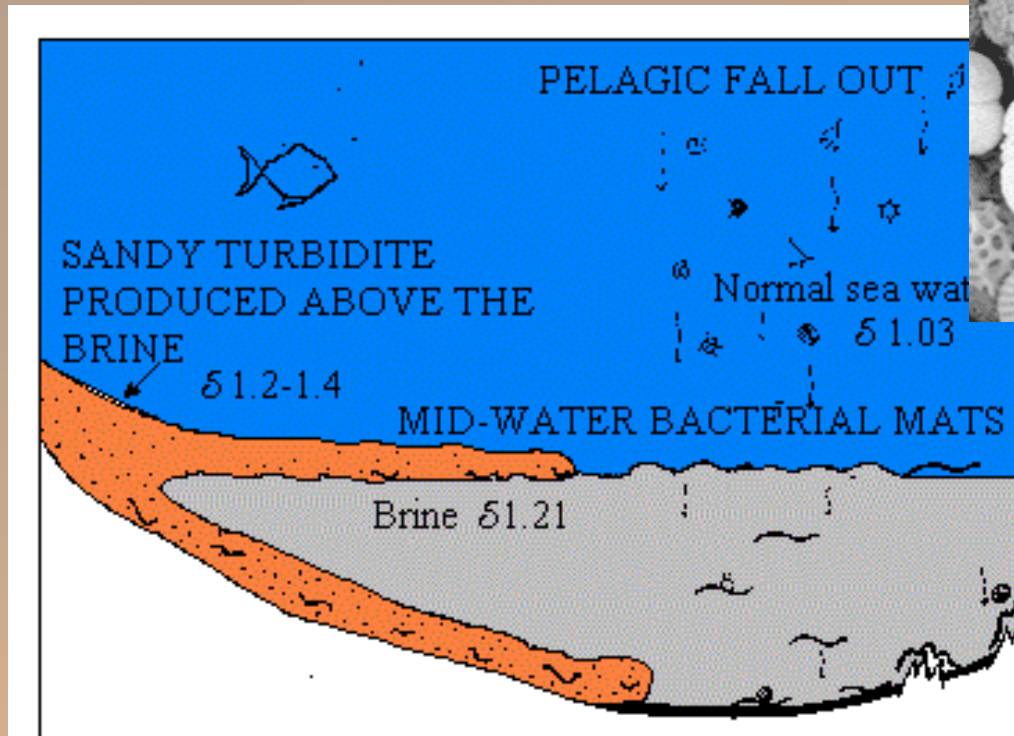 PELAGIC FALL OUT
SANDY TURBIDITE
PRODUCED ABOVE THE
BRINE
δ 1.2-1.4
Normal sea wat
δ 1.03
MID-WATER BACTERIAL MATS
Brine δ1.21